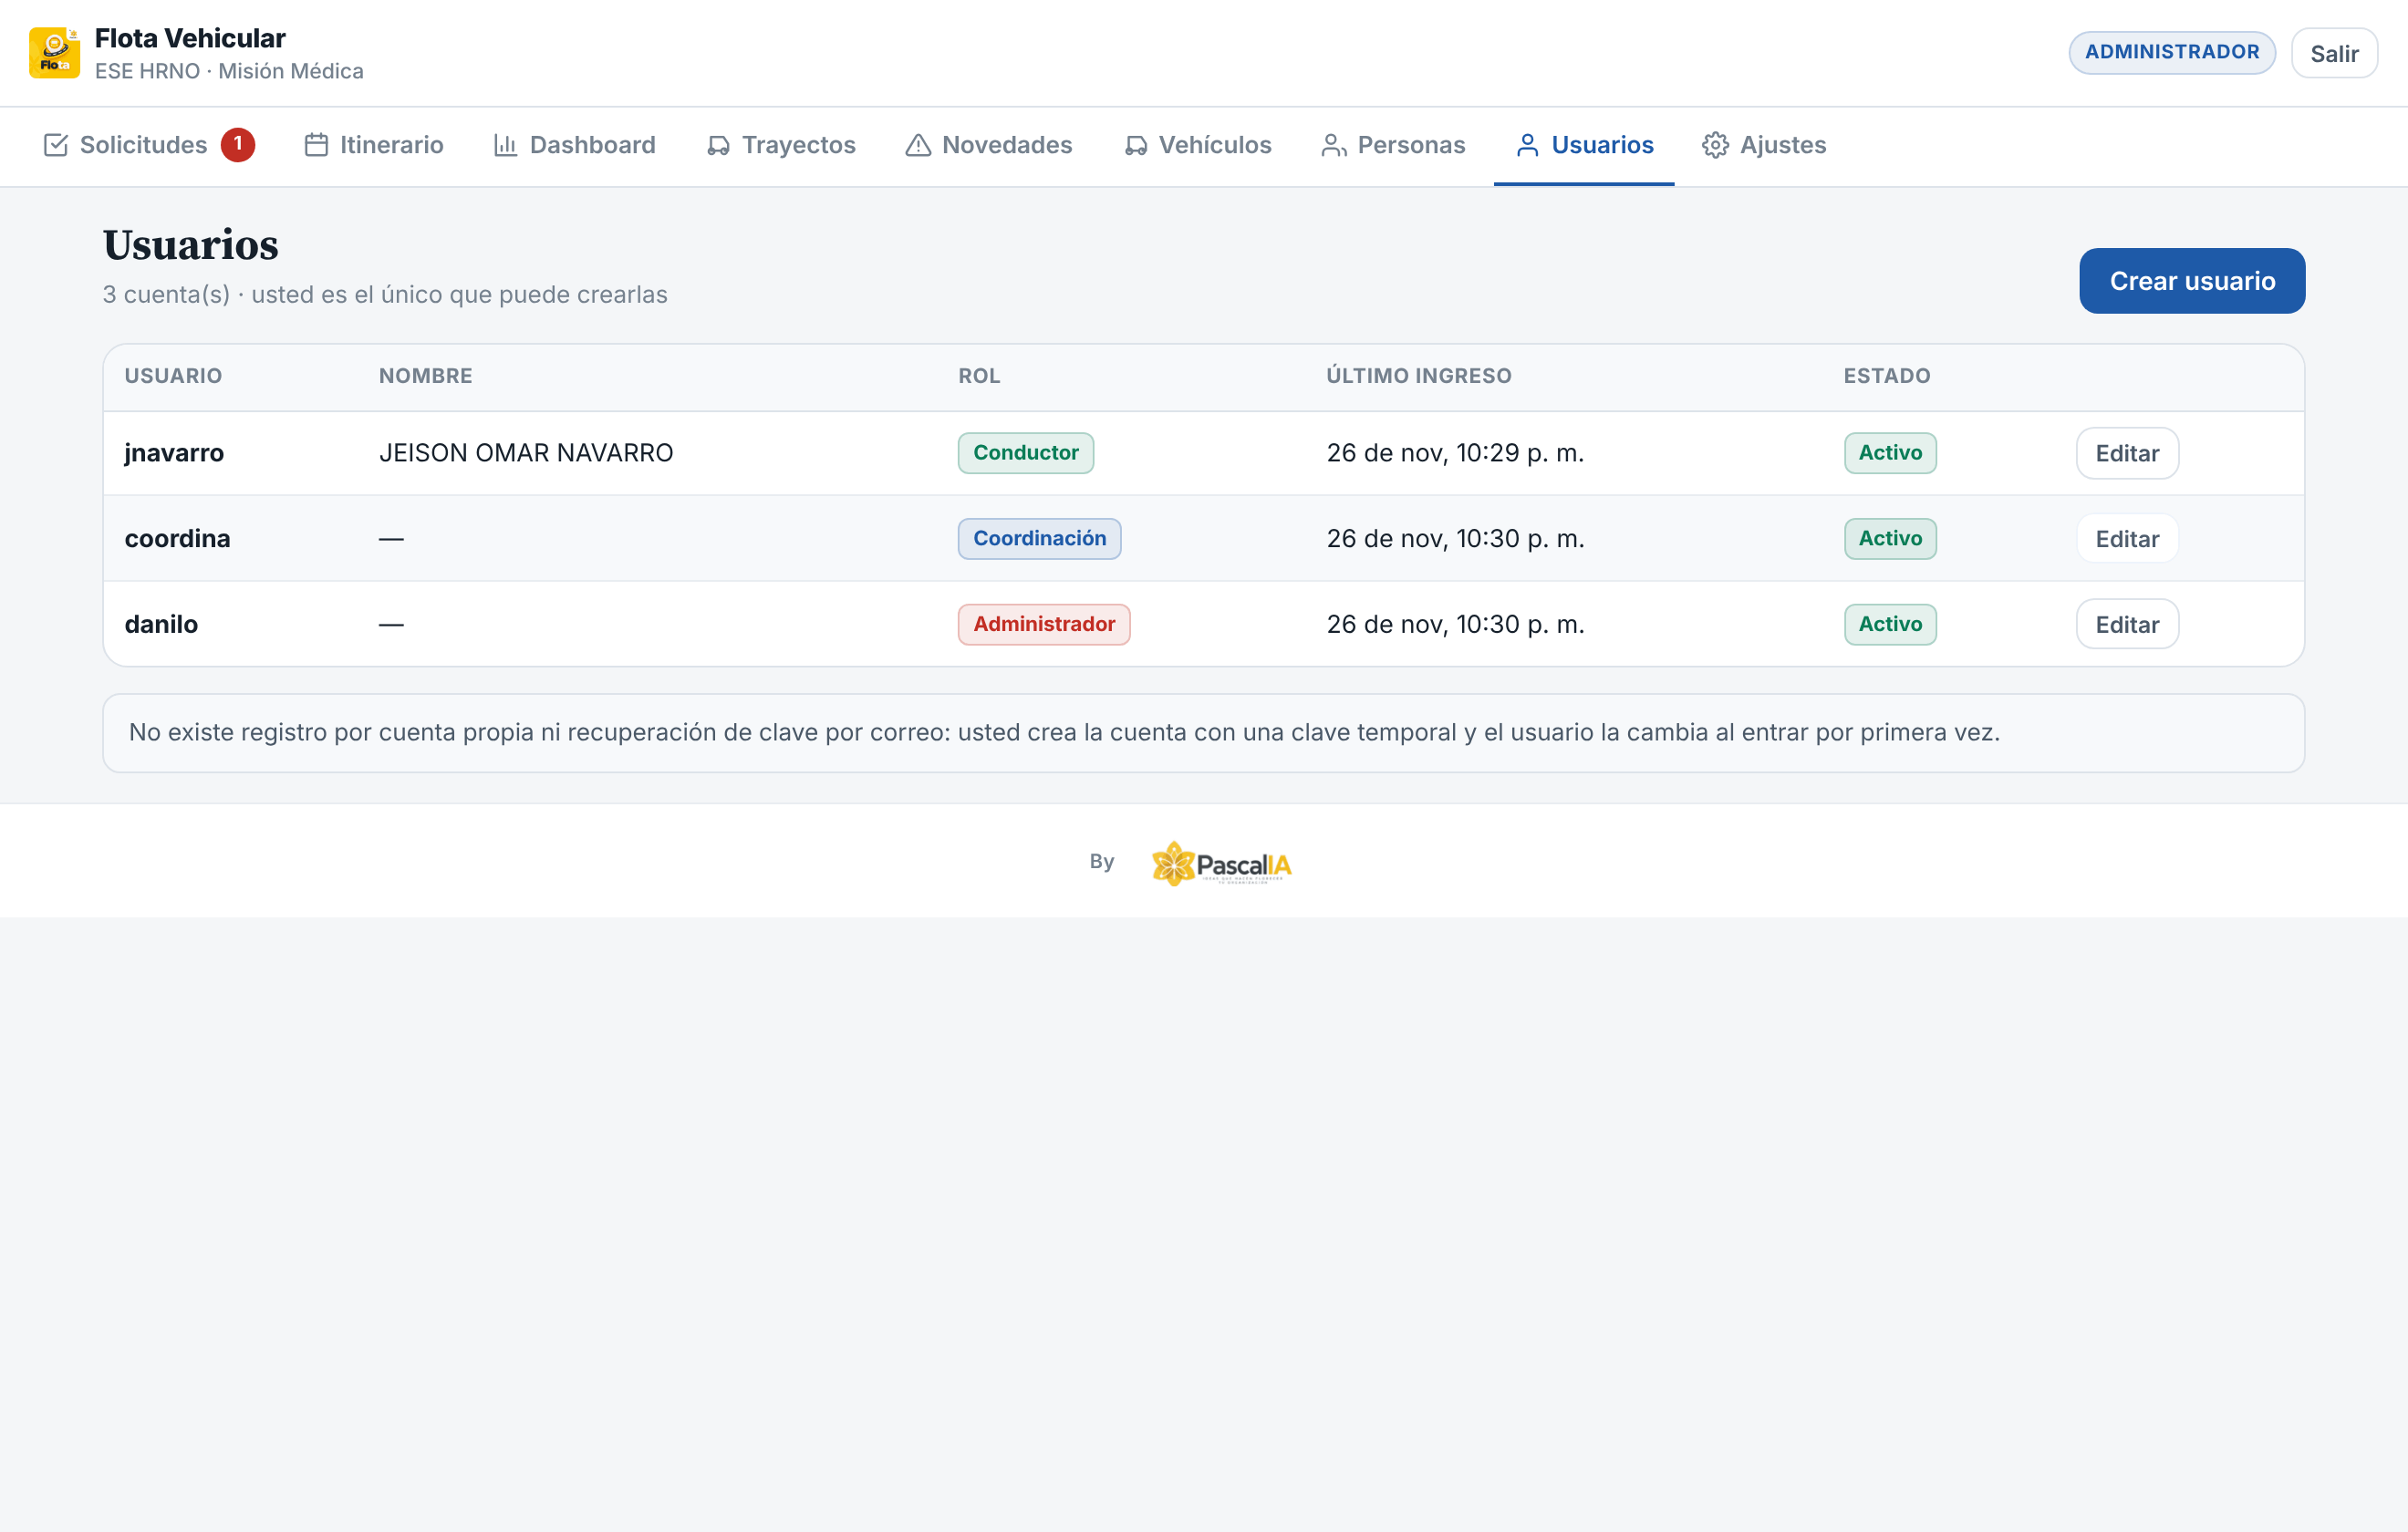 Flota
Flota Vehicular
ESE HRNO · Misión Médica
ADMINISTRADOR
Salir
Solicitudes 1
Itinerario
Dashboard
Trayectos
Novedades
Vehículos
Personas
Usuarios
Ajustes
Usuarios
3 cuenta(s) · usted es el único que puede crearlas
Crear usuario
USUARIO NOMBRE ROL ÚLTIMO INGRESO ESTADO
jnavarro JEISON OMAR NAVARRO Conductor 26 de nov, 10:29 p. m. Activo Editar
coordina — Coordinación 26 de nov, 10:30 p. m. Activo Editar
danilo — Administrador 26 de nov, 10:30 p. m. Activo Editar
No existe registro por cuenta propia ni recuperación de clave por correo: usted crea la cuenta con una clave temporal y el usuario la cambia al entrar por primera vez.
By PascalIA